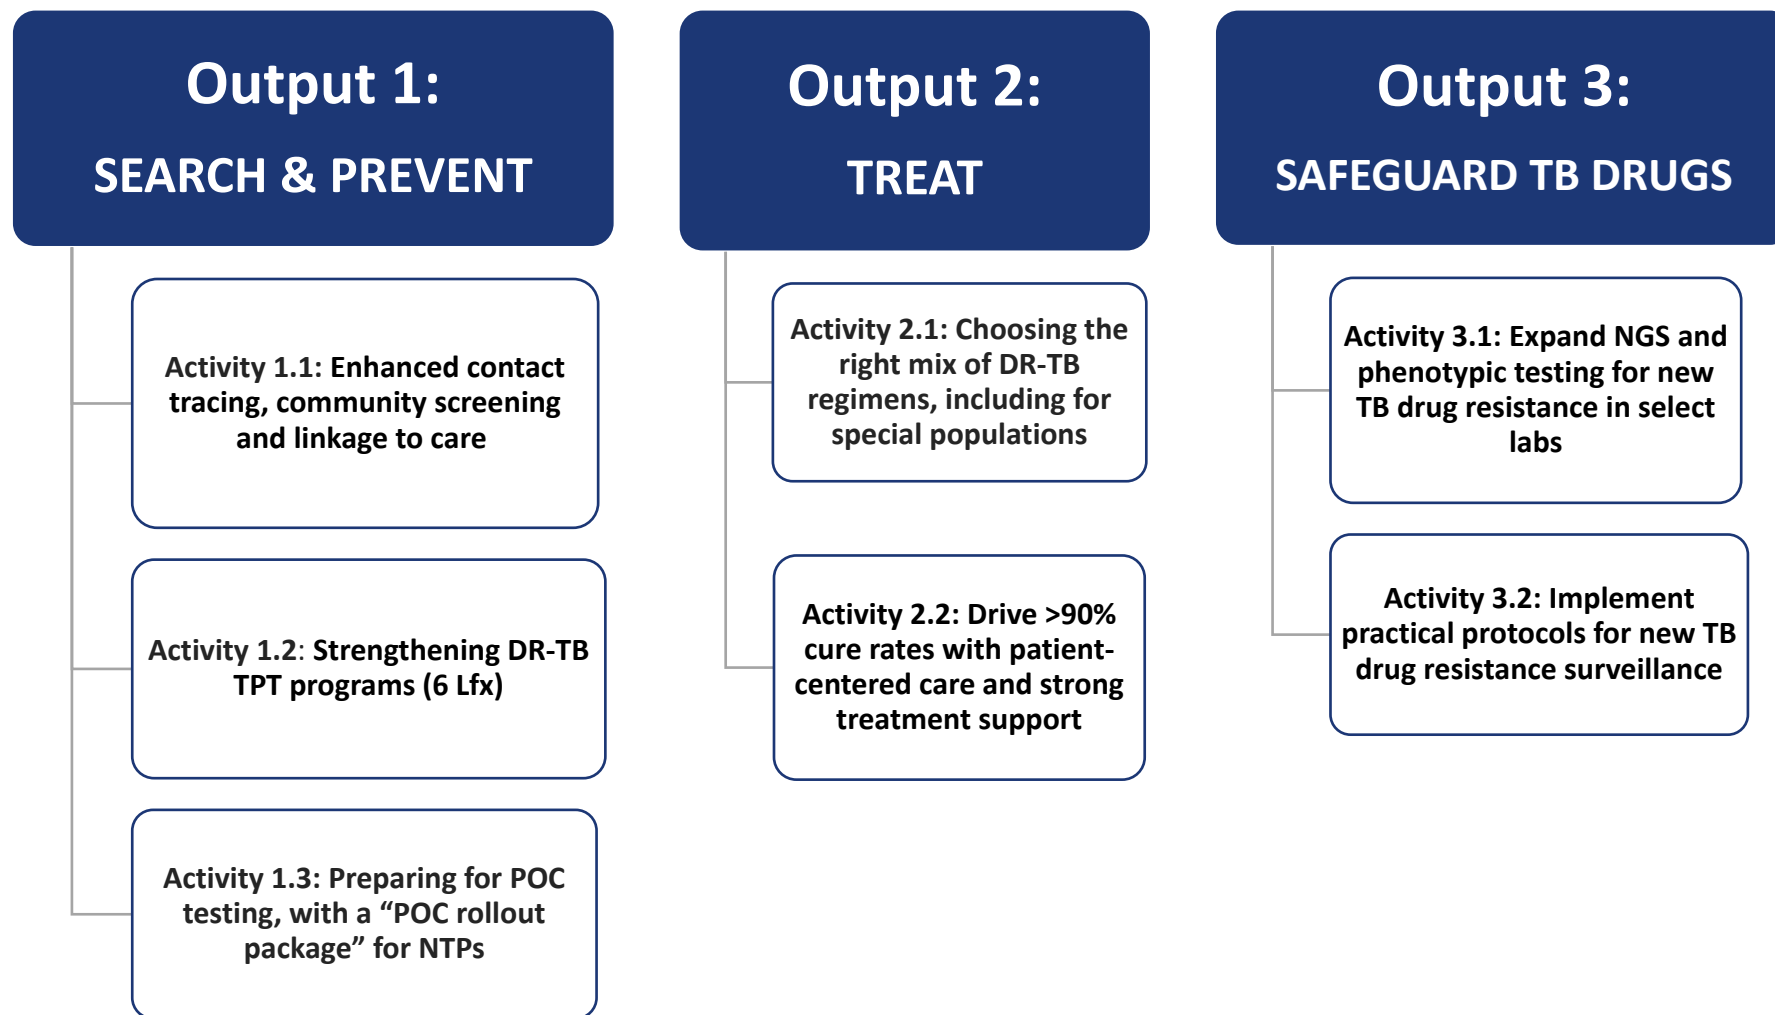 Output 1:
SEARCH & PREVENT
Activity 1.1: Enhanced contact
tracing, community screening
and linkage to care
Activity 1.2: Strengthening DR-TB
TPT programs (6 Lfx)
Activity 1.3: Preparing for POC
testing, with a “POC rollout
package” for NTPs
Output 2:
TREAT
Activity 2.1: Choosing the
right mix of DR-TB
regimens, including for
special populations
Activity 2.2: Drive >90%
cure rates with patient-
centered care and strong
treatment support
Output 3:
SAFEGUARD TB DRUGS
Activity 3.1: Expand NGS and
phenotypic testing for new
TB drug resistance in select
labs
Activity 3.2: Implement
practical protocols for new TB
drug resistance surveillance